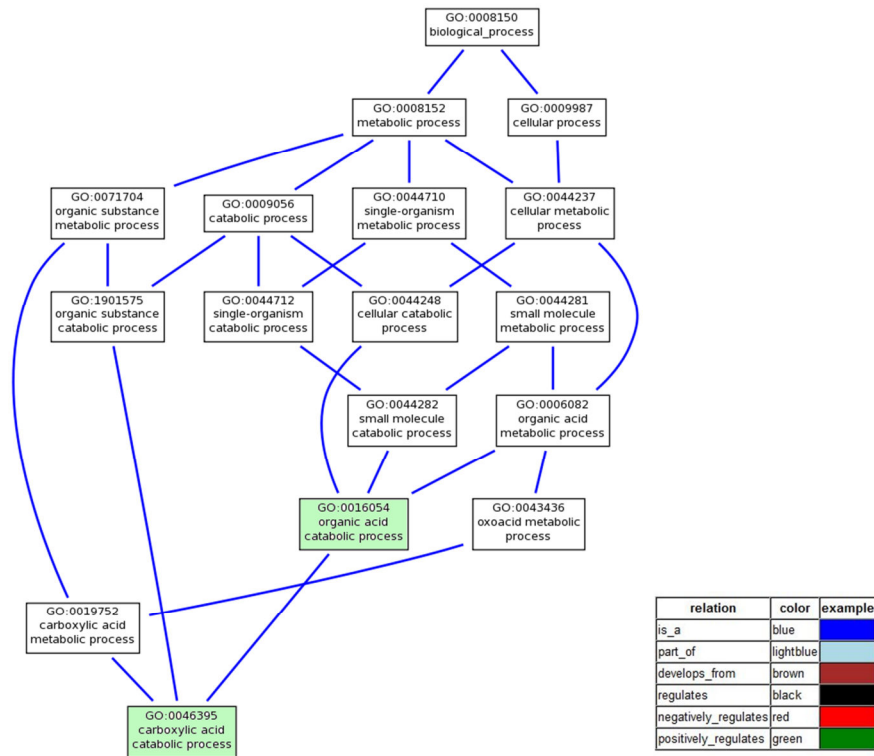 GO:0008150
biological_process
GO:0008152
metabolic process
GO:0009987
cellular process
GO:0071704
organic substance
metabolic process
GO:0009056
catabolic process
GO:0044710
single-organism
metabolic process
GO:0044237
cellular metabolic
process
GO:1901575
organic substance
catabolic process
GO:0044712
single-organism
catabolic process
GO:0044248
cellular catabolic
process
GO:0044281
small molecule
metabolic process
GO:0044282
small molecule
catabolic process
GO:0006082
organic acid
metabolic process
GO:0016054
organic acid
catabolic process
GO:0043436
oxoacid metabolic
process
GO:0019752
carboxylic acid
metabolic process
GO:0046395
carboxylic acid
catabolic process
relation color example
is_a blue
part_of lightblue
develops_from brown
regulates black
negatively_regulates red
positively_regulates green